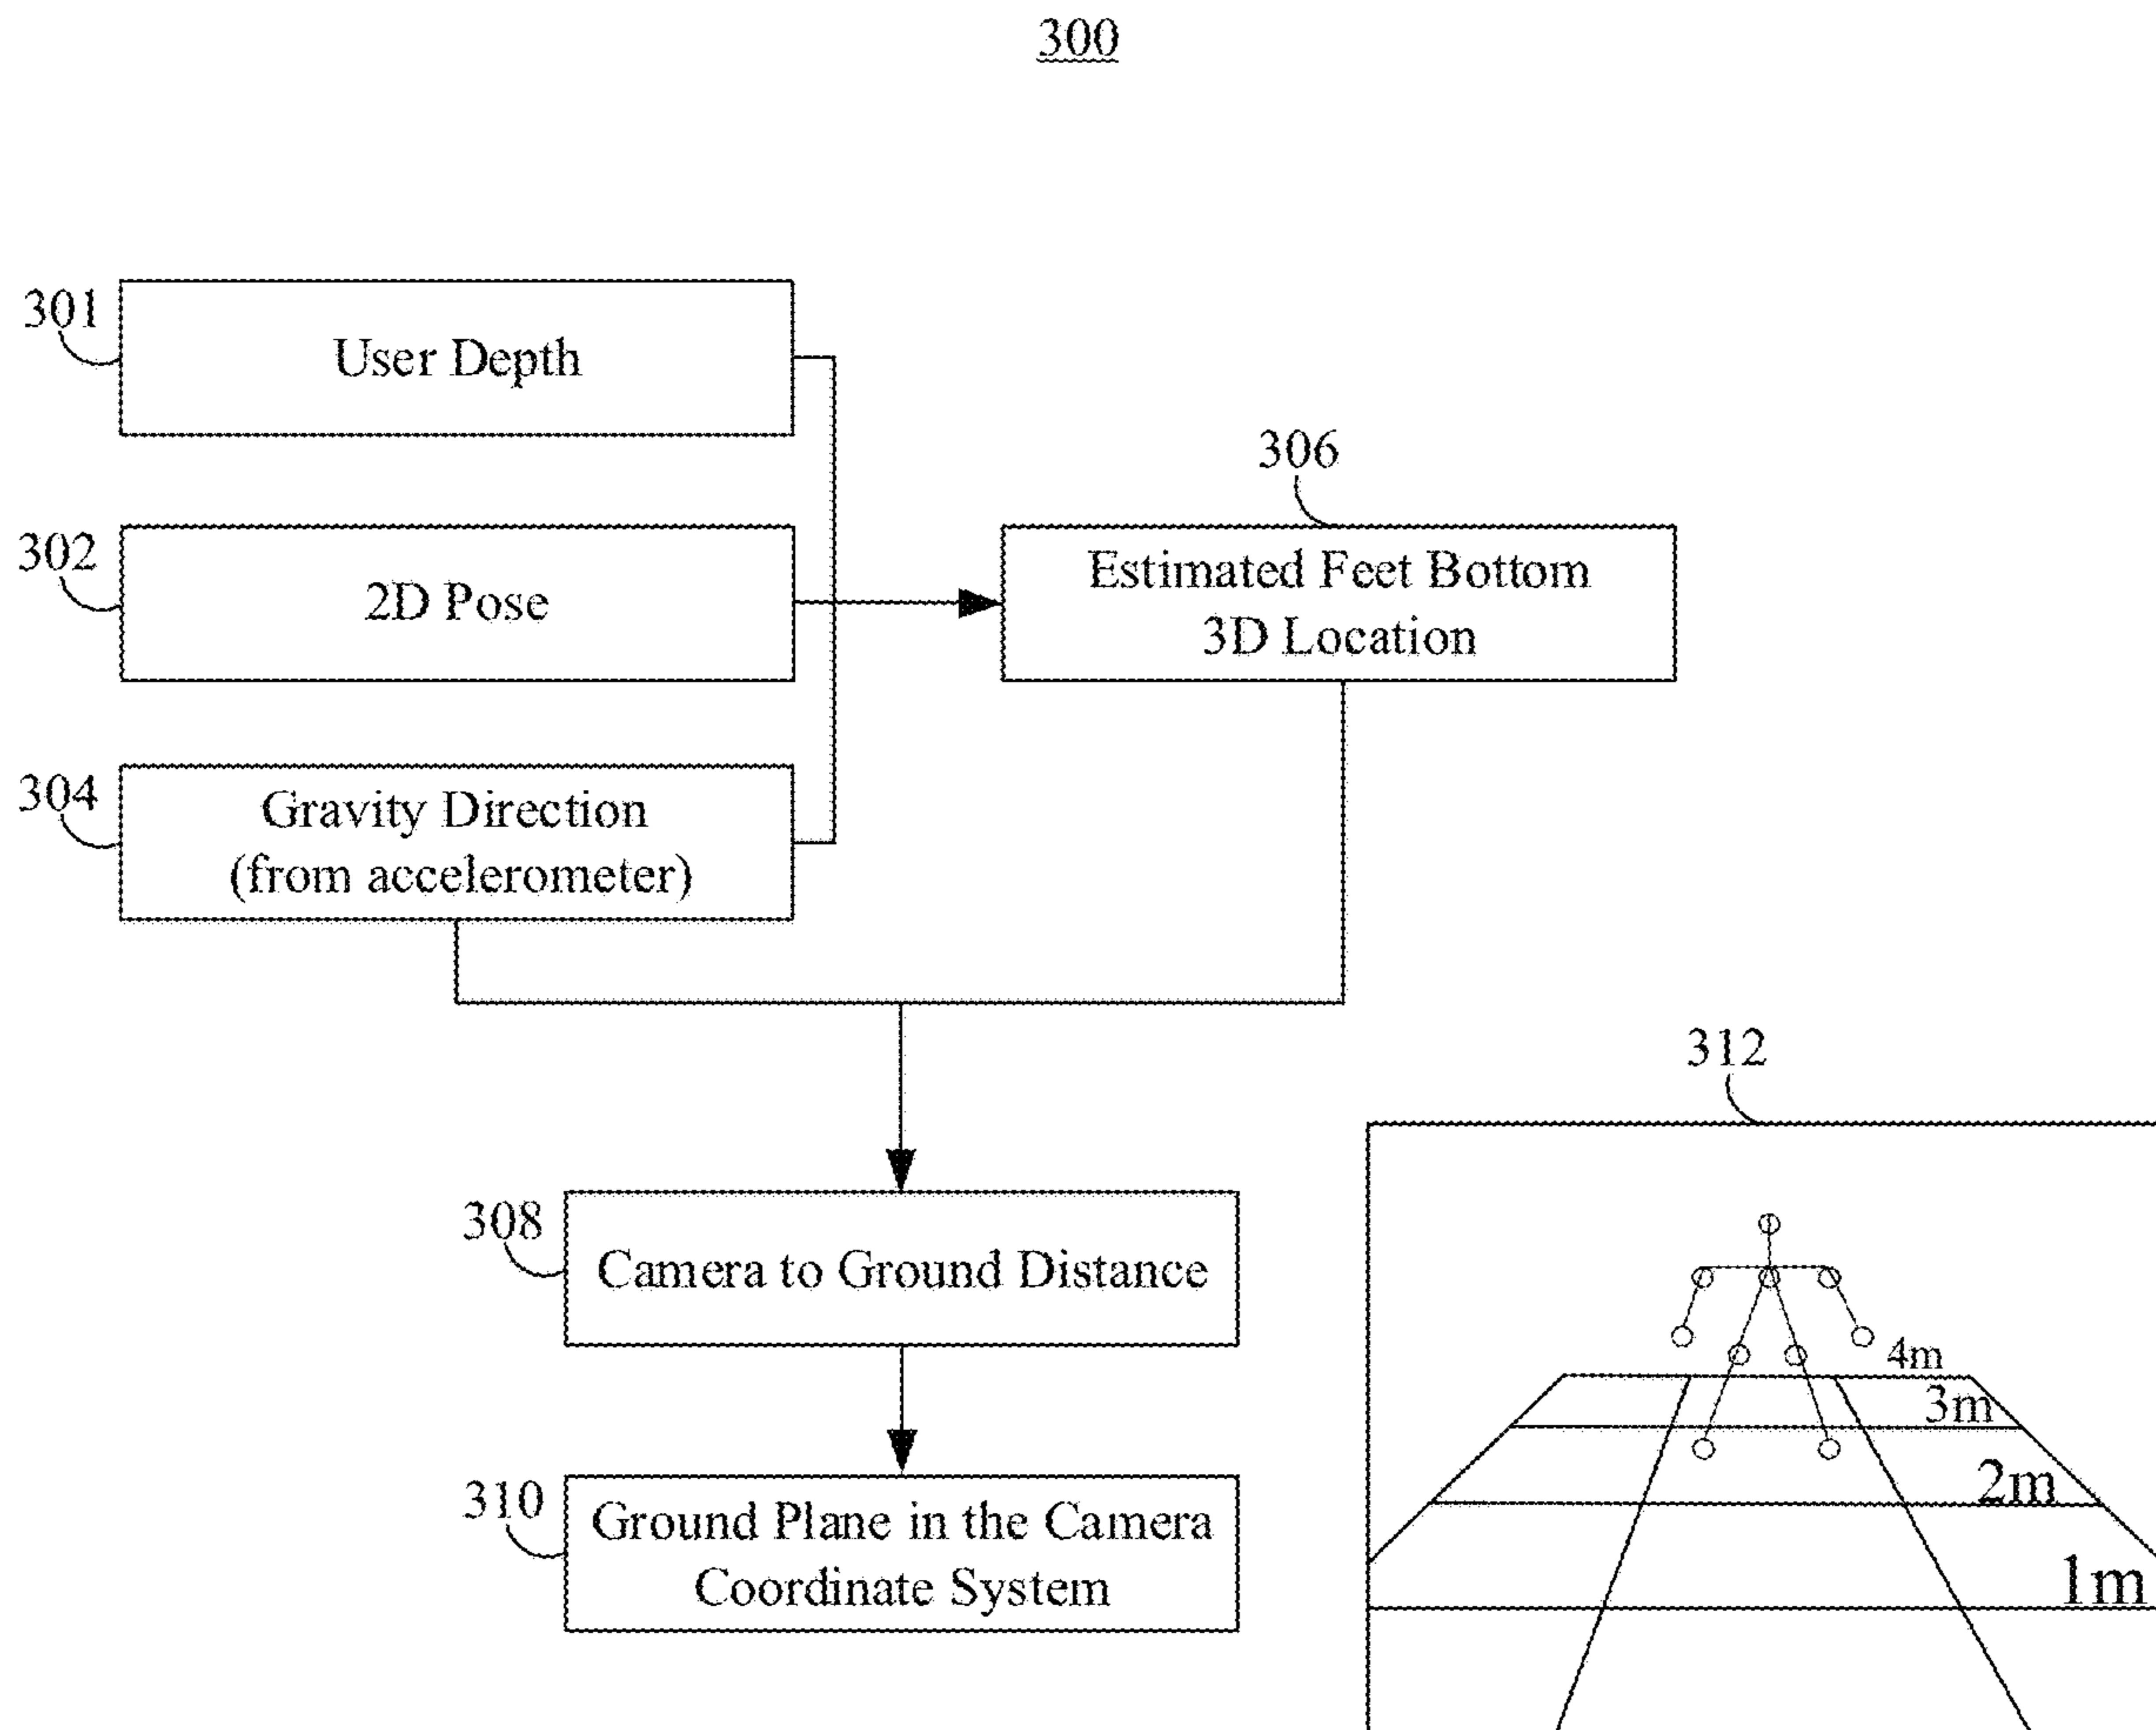 300
301
User Depth
302
2D Pose
304
Gravity Direction
(from accelerometer)
306
Estimated Feet Bottom
3D Location
308
Camera to Ground Distance
310
Ground Plane in the Camera
Coordinate System
312
4m
3m
2m
1m